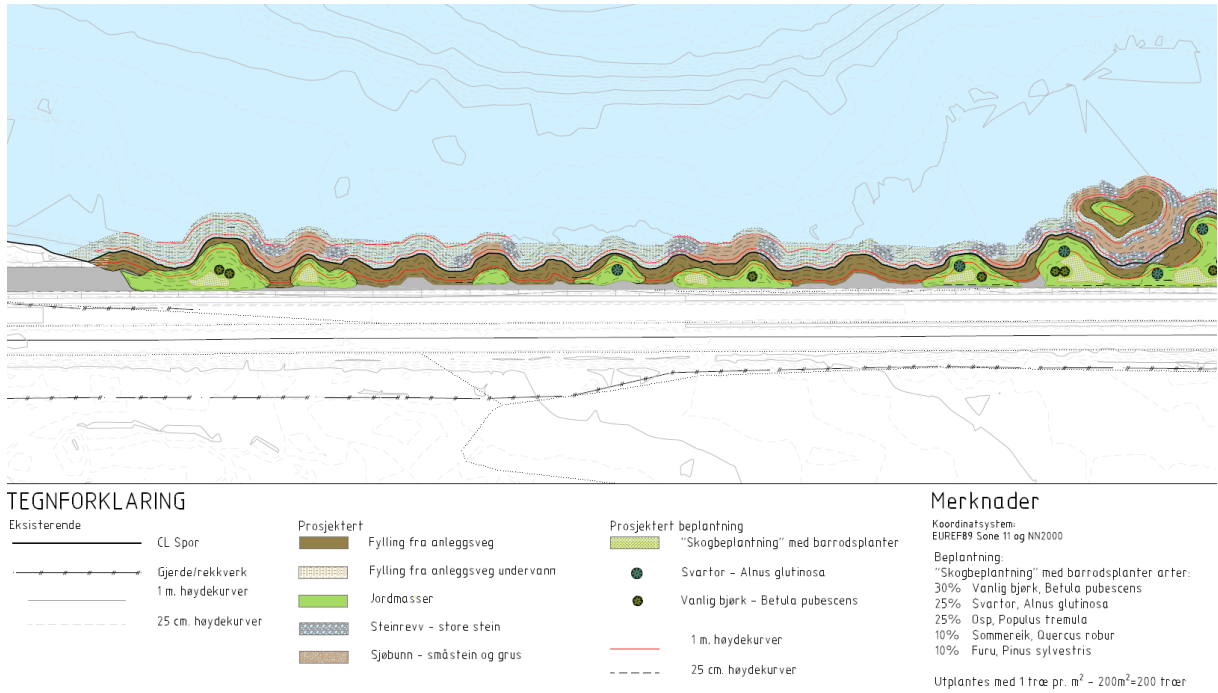 TEGNFORKLARING
Eksisterende
CL Spor
Gjerde/rekkverk
1 m. høydekurver
25 cm. høydekurver
Prosjektert
Fylling fra anleggsveg
Fylling fra anleggsveg undervann
Jordmasser
Steinrevv - store stein
Sjøbunn - småstein og grus
Prosjektert beplantning
"Skogbeplantning" med barrodsplanter
Svartor - Alnus glutinosa
Vanlig bjørk - Betula pubescens
1 m. høydekurver
25 cm. høydekurver
Merknader
Koordinatsystem:
EUREF89 Sone 11 og NN2000
Beplantning:
"Skogbeplantning" med barrodsplanter arter:
30% Vanlig bjørk, Betula pubescens
25% Svartor, Alnus glutinosa
25% Osp, Populus tremula
10% Sommereik, Quercus robur
10% Furu, Pinus sylvestris
Utplantes med 1 træ pr. m² - 200m²=200 trær